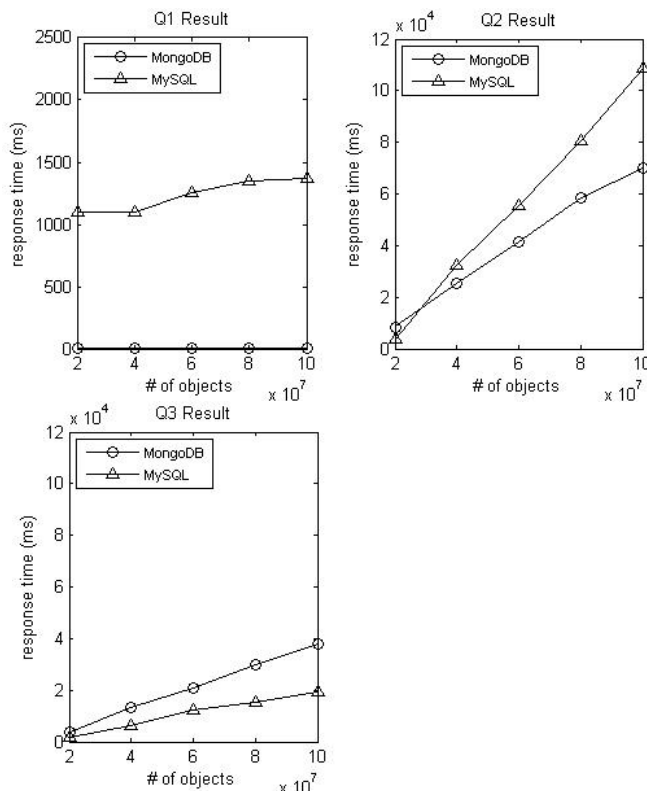 Q1 Result
2500
2000
1500
1000
500
0
response time (ms)
MongoDB
MySQL
2 4 6 8 10
# of objects
x 10^7
Q2 Result
x 10^4
12
10
8
6
4
2
0
response time (ms)
MongoDB
MySQL
2 4 6 8 10
# of objects
x 10^7
Q3 Result
x 10^4
12
10
8
6
4
2
0
response time (ms)
MongoDB
MySQL
2 4 6 8 10
# of objects
x 10^7